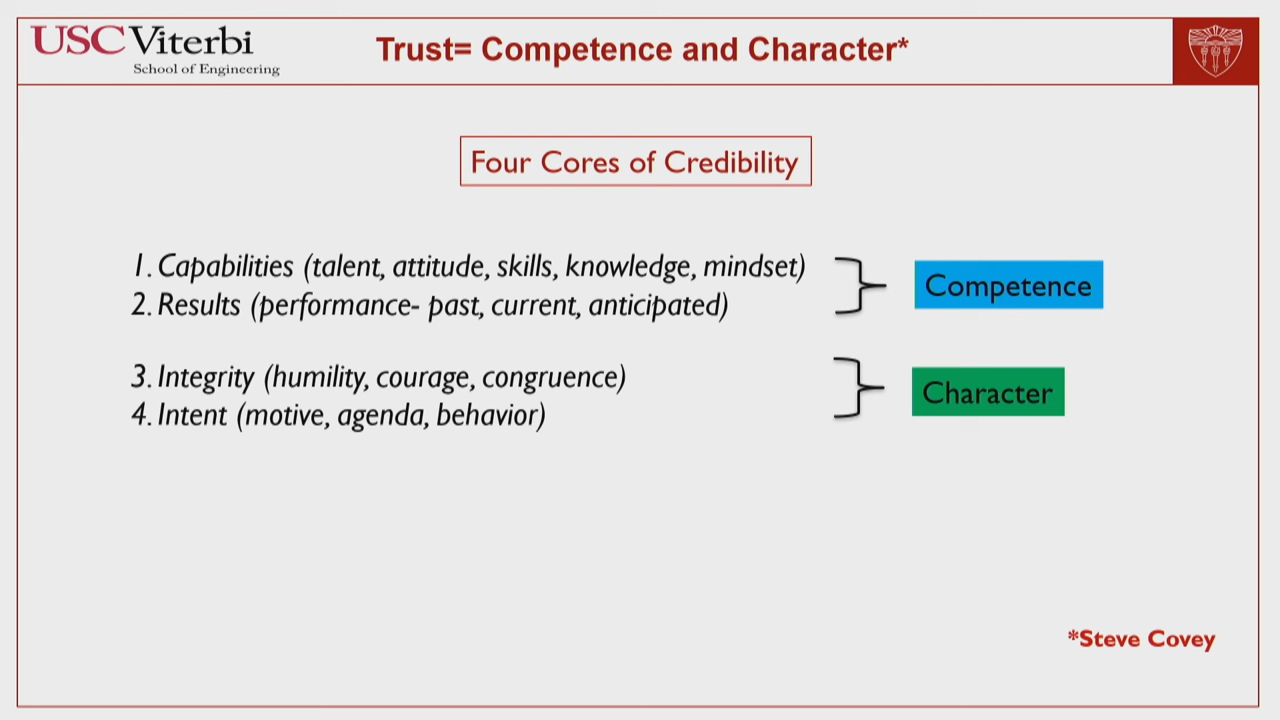 USC Viterbi
School of Engineering
Trust= Competence and Character*
Four Cores of Credibility
1. Capabilities (talent, attitude, skills, knowledge, mindset)
2. Results (performance- past, current, anticipated)
Competence
3. Integrity (humility, courage, congruence)
4. Intent (motive, agenda, behavior)
Character
*Steve Covey